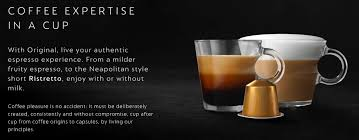 COFFEE EXPERTISE
IN A CUP
With Original, live your authentic
espresso experience. From a milder
fruity espresso, to the Neapolitan style
short Ristretto, enjoy with or without
milk.
Coffee pleasure is no accident: it must be deliberately
created, consistently and without compromise, cup after
cup from coffee origins to capsules, by living our
principles